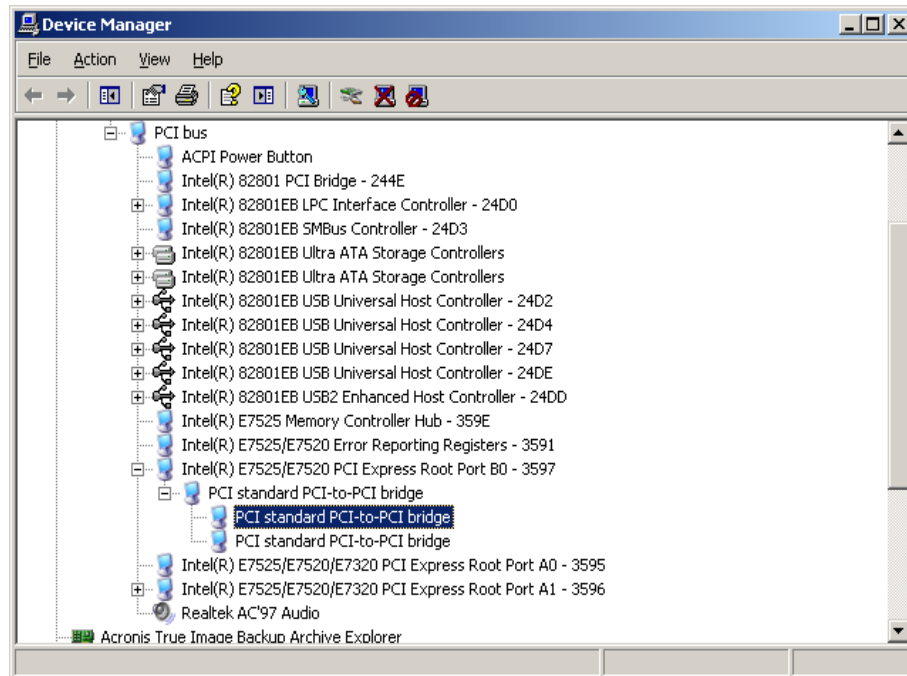 Device Manager
File Action View Help
PCI bus
ACPI Power Button
Intel(R) 82801 PCI Bridge - 244E
Intel(R) 82801EB LPC Interface Controller - 24D0
Intel(R) 82801EB SMBus Controller - 24D3
Intel(R) 82801EB Ultra ATA Storage Controllers
Intel(R) 82801EB Ultra ATA Storage Controllers
Intel(R) 82801EB USB Universal Host Controller - 24D2
Intel(R) 82801EB USB Universal Host Controller - 24D4
Intel(R) 82801EB USB Universal Host Controller - 24D7
Intel(R) 82801EB USB Universal Host Controller - 24DE
Intel(R) 82801EB USB2 Enhanced Host Controller - 24DD
Intel(R) E7525 Memory Controller Hub - 359E
Intel(R) E7525/E7520 Error Reporting Registers - 3591
Intel(R) E7525/E7520 PCI Express Root Port B0 - 3597
PCI standard PCI-to-PCI bridge
PCI standard PCI-to-PCI bridge
PCI standard PCI-to-PCI bridge
Intel(R) E7525/E7520/E7320 PCI Express Root Port A0 - 3595
Intel(R) E7525/E7520/E7320 PCI Express Root Port A1 - 3596
Realtek AC'97 Audio
Acronis True Image Backup Archive Explorer